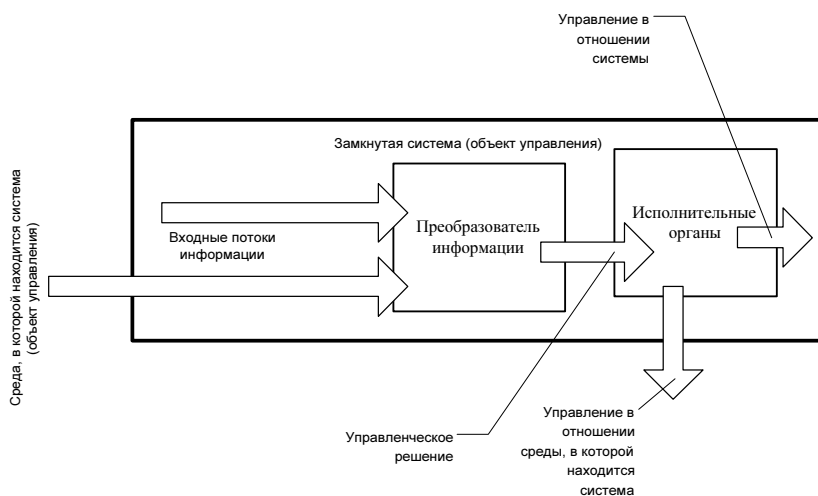 Управление в
отношении
системы
Замкнутая система (объект управления)
Среда, в которой находится система
(объект управления)
Входные потоки
информации
Преобразователь
информации
Исполнительные
органы
Управленческое
решение
Управление в
отношении
среды, в которой
находится
система